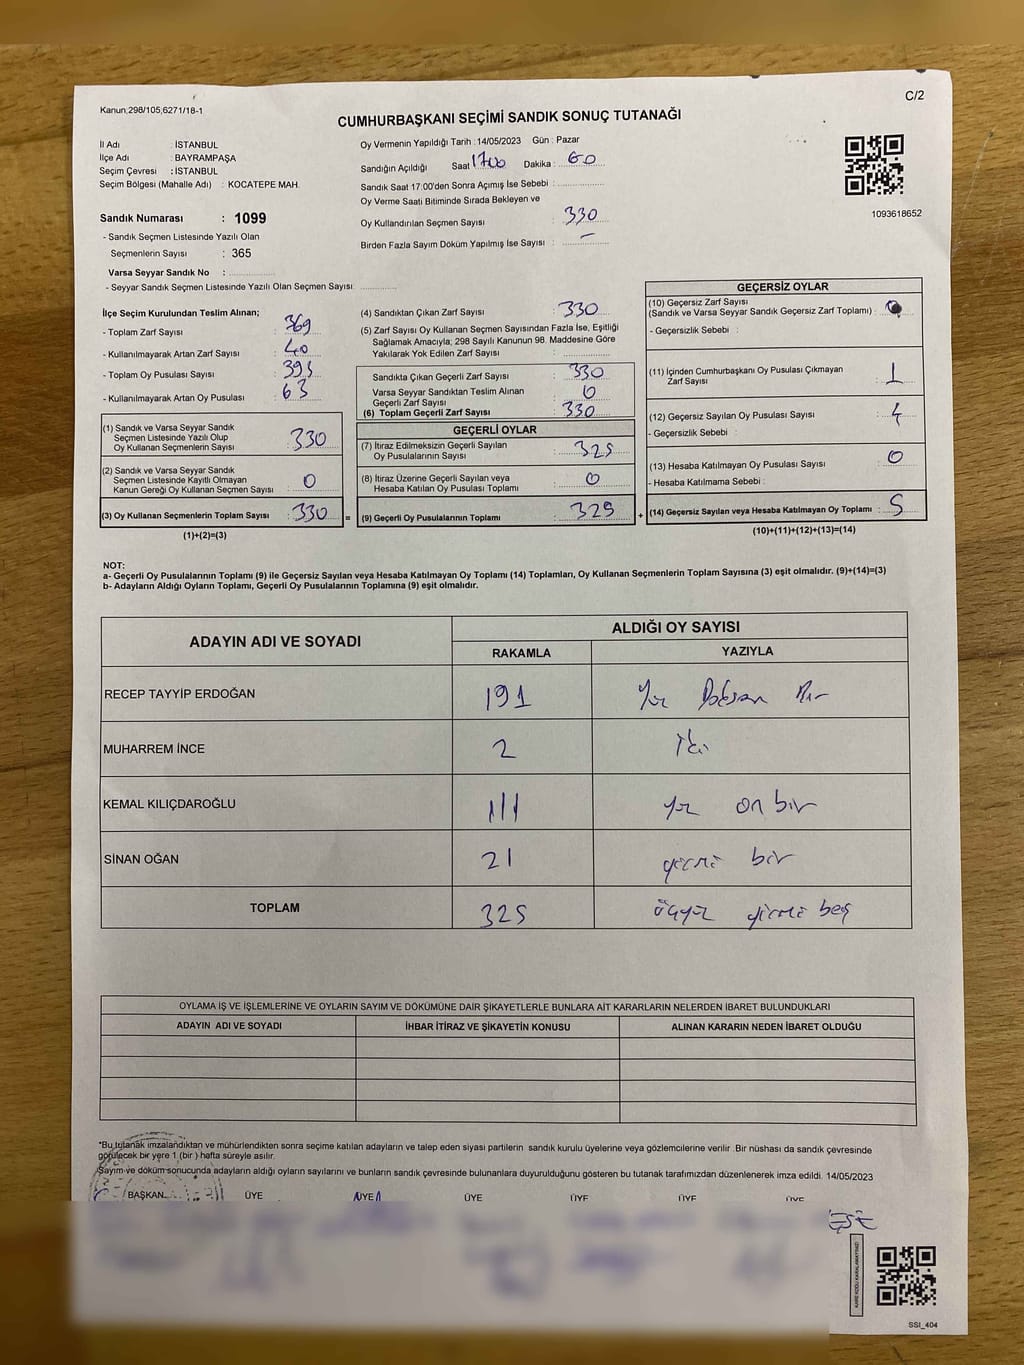 Kanun;298/105;6271/18-1
C/2
CUMHURBAŞKANI SEÇİMİ SANDIK SONUÇ TUTANAĞI
İl Adı : İSTANBUL
İlçe Adı : BAYRAMPAŞA
Seçim Çevresi : İSTANBUL
Seçim Bölgesi (Mahalle Adı) : KOCATEPE MAH.
Sandık Numarası : 1099
- Sandık Seçmen Listesinde Yazılı Olan
Seçmenlerin Sayısı : 365
Varsa Seyyar Sandık No :
- Seyyar Sandık Seçmen Listesinde Yazılı Olan Seçmen Sayısı
Oy Vermenin Yapıldığı Tarih : 14/05/2023 Gün : Pazar
Sandığın Açıldığı Saat Dakika :
Sandık Saat 17:00'den Sonra Açımış İse Sebebi :
Oy Verme Saati Bitiminde Sırada Bekleyen ve
Oy Kullandırılan Seçmen Sayısı : 330
Birden Fazla Sayım Döküm Yapılmış İse Sayısı : -
1093618652
İlçe Seçim Kurulundan Teslim Alınan;
- Toplam Zarf Sayısı : 369
- Kullanılmayarak Artan Zarf Sayısı : 40
- Toplam Oy Pusulası Sayısı : 393
- Kullanılmayarak Artan Oy Pusulası : 63
(1) Sandık ve Varsa Seyyar Sandık
Seçmen Listesinde Yazılı Olup
Oy Kullanan Seçmenlerin Sayısı : 330
(2) Sandık ve Varsa Seyyar Sandık
Seçmen Listesinde Kayıtlı Olmayan
Kanun Gereği Oy Kullanan Seçmen Sayısı : 0
(3) Oy Kullanan Seçmenlerin Toplam Sayısı : 330 =
(1)+(2)=(3)
(4) Sandıktan Çıkan Zarf Sayısı : 330
(5) Zarf Sayısı Oy Kullanan Seçmen Sayısından Fazla İse, Eşitliği
Sağlamak Amacıyla; 298 Sayılı Kanunun 98. Maddesine Göre
Yakılarak Yok Edilen Zarf Sayısı :
Sandıkta Çıkan Geçerli Zarf Sayısı : 330
Varsa Seyyar Sandıktan Teslim Alınan
Geçerli Zarf Sayısı : 0
(6) Toplam Geçerli Zarf Sayısı : 330
GEÇERLİ OYLAR
(7) İtiraz Edilmeksizin Geçerli Sayılan
Oy Pusulalarının Sayısı : 325
(8) İtiraz Üzerine Geçerli Sayılan veya
Hesaba Katılan Oy Pusulası Toplamı : 0
(9) Geçerli Oy Pusulalarının Toplamı : 325 +
GEÇERSİZ OYLAR
(10) Geçersiz Zarf Sayısı
(Sandık ve Varsa Seyyar Sandık Geçersiz Zarf Toplamı) :
- Geçersizlik Sebebi :
(11) İçinden Cumhurbaşkanı Oy Pusulası Çıkmayan
Zarf Sayısı : 1
(12) Geçersiz Sayılan Oy Pusulası Sayısı : 4
- Geçersizlik Sebebi :
(13) Hesaba Katılmayan Oy Pusulası Sayısı : 0
- Hesaba Katılmama Sebebi :
(14) Geçersiz Sayılan veya Hesaba Katılmayan Oy Toplamı : 5
(10)+(11)+(12)+(13)=(14)
NOT:
a- Geçerli Oy Pusulalarının Toplamı (9) ile Geçersiz Sayılan veya Hesaba Katılmayan Oy Toplamı (14) Toplamları, Oy Kullanan Seçmenlerin Toplam Sayısına (3) eşit olmalıdır. (9)+(14)=(3)
b- Adayların Aldığı Oyların Toplamı, Geçerli Oy Pusulalarının Toplamına (9) eşit olmalıdır.
ADAYIN ADI VE SOYADI ALDIĞI OY SAYISI
RAKAMLA YAZIYLA
RECEP TAYYİP ERDOĞAN 191 Yüz Doksan Bir
MUHARREM İNCE 2 iki
KEMAL KILIÇDAROĞLU 111 yüz on bir
SİNAN OĞAN 21 yirmi bir
TOPLAM 325 üçyüz yirmi beş
OYLAMA İŞ VE İŞLEMLERİNE VE OYLARIN SAYIM VE DÖKÜMÜNE DAİR ŞİKAYETLERLE BUNLARA AİT KARARLARIN NELERDEN İBARET BULUNDUKLARI
ADAYIN ADI VE SOYADI İHBAR İTİRAZ VE ŞİKAYETİN KONUSU ALINAN KARARIN NEDEN İBARET OLDUĞU
*Bu tutanak imzalandıktan ve mühürlendikten sonra seçime katılan adayların ve talep eden siyasi partilerin sandık kurulu üyelerine veya gözlemcilerine verilir. Bir nüshası da sandık çevresinde
görülecek bir yere 1 (bir) hafta süreyle asılır.
Sayım ve döküm sonucunda adayların aldığı oyların sayılarını ve bunların sandık çevresinde bulunanlara duyurulduğunu gösteren bu tutanak tarafımızdan düzenlenerek imza edildi. 14/05/2023
BAŞKAN ÜYE ÜYE ÜYE ÜYE ÜYE ÜYE
SSİ_404